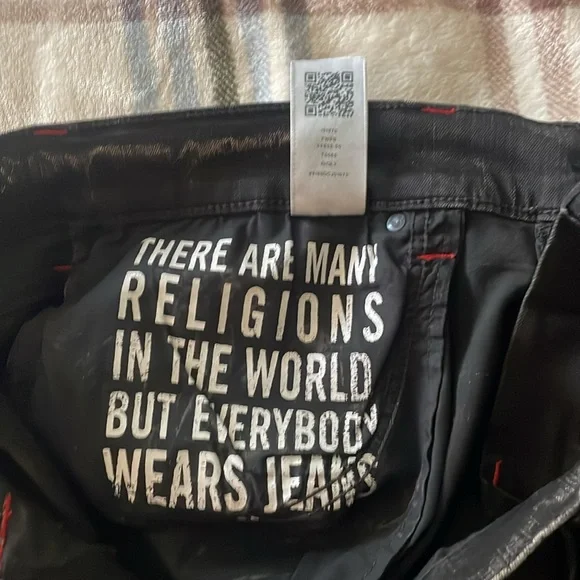 THERE ARE MANY
RELIGIONS
IN THE WORLD
BUT EVERYBODY
WEARS JEANS